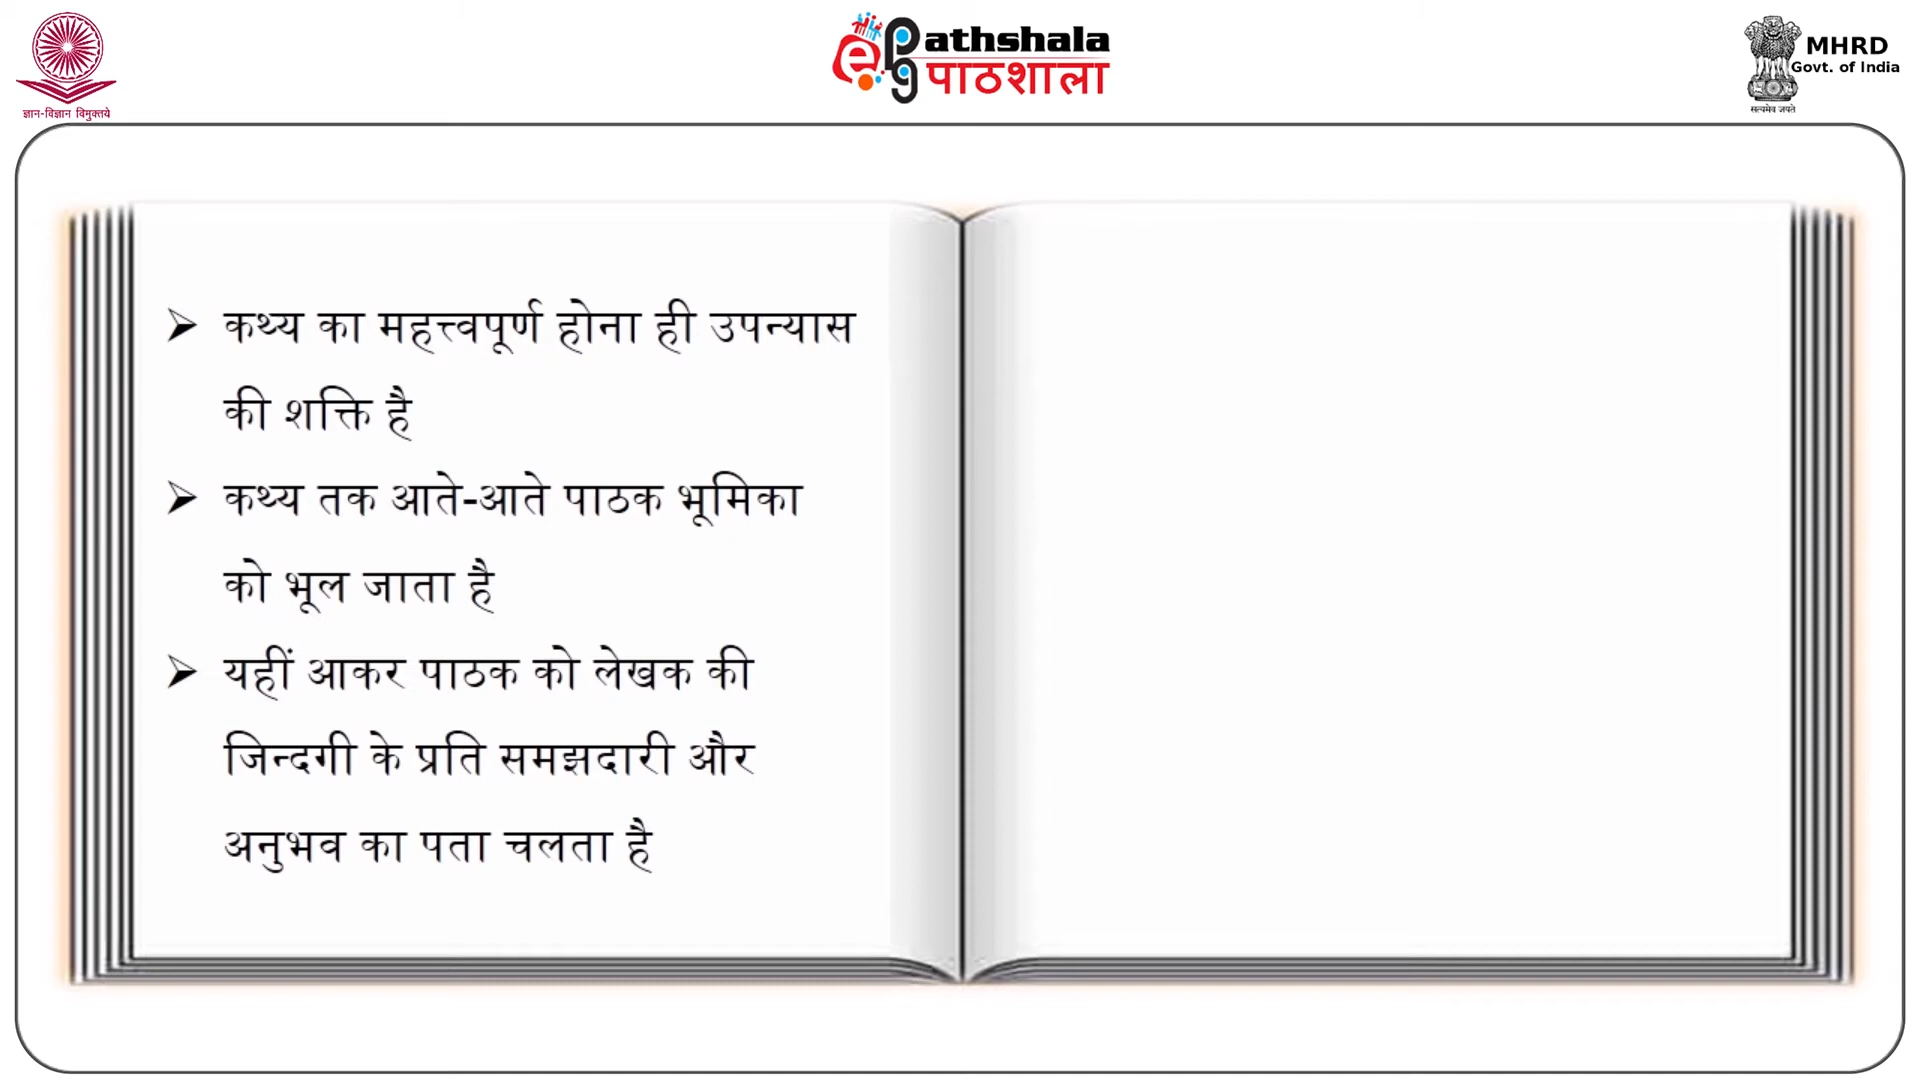 ज्ञान-विज्ञान विमुक्तये
ePathshala
पाठशाला
MHRD
Govt. of India
सत्यमेव जयते
कथ्य का महत्त्वपूर्ण होना ही उपन्यास
की शक्ति है
कथ्य तक आते-आते पाठक भूमिका
को भूल जाता है
यहीं आकर पाठक को लेखक की
जिन्दगी के प्रति समझदारी और
अनुभव का पता चलता है